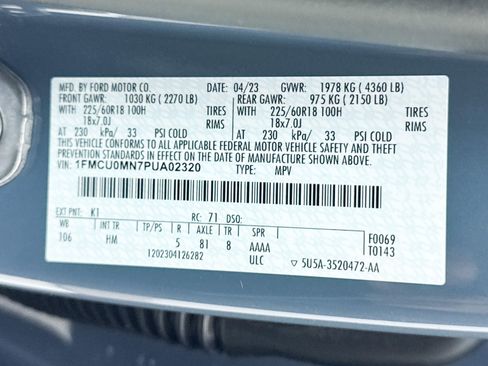 MFD. BY FORD MOTOR CO. 04/23 GVWR: 1978 KG ( 4360 LB)
FRONT GAWR: 1030 KG ( 2270 LB) REAR GAWR: 975 KG ( 2150 LB)
WITH 225/60R18 100H TIRES WITH 225/60R18 100H TIRES
18x7.0J RIMS 18x7.0J RIMS
AT 230 kPa/ 33 PSI COLD AT 230 kPa/ 33 PSI COLD
THIS VEHICLE CONFORMS TO ALL APPLICABLE FEDERAL MOTOR VEHICLE SAFETY AND
BUMPER STANDARDS IN EFFECT ON THE DATE OF MANUFACTURE SHOWN ABOVE.
VIN: 1FMCU0MN7PUA02320 TYPE: MPV
EXT PNT: K1 RC: 71 DSO:
WB INT TR TP/PS R AXLE TR SPR F0069
106 HM 5 81 8 AAAA T0143
1202304126282 ULC ▽ 5U5A-3520472-AA